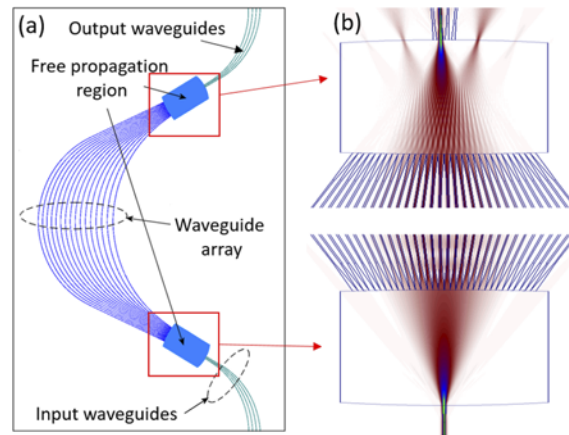 (a)
Output waveguides
Free propagation
region
Waveguide
array
Input waveguides
(b)